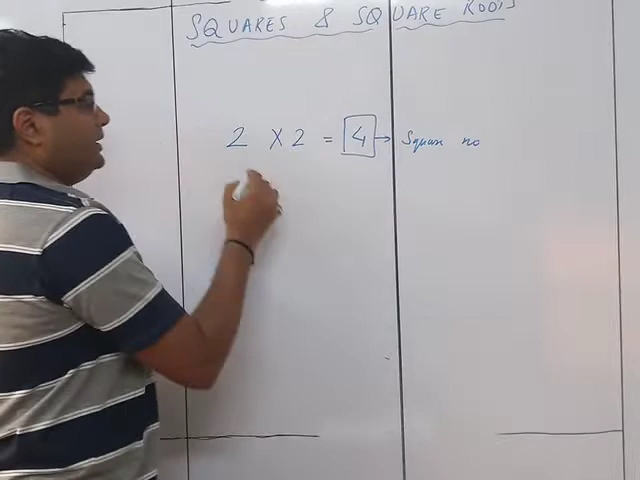 SQUARES & SQUARE ROOTS
2 X 2 = 4 → Square no